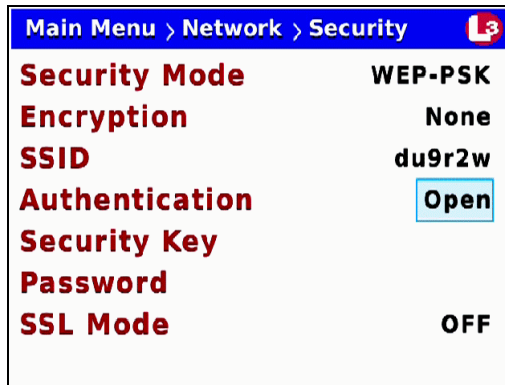 Main Menu > Network > Security L3
Security Mode WEP-PSK
Encryption None
SSID du9r2w
Authentication Open
Security Key
Password
SSL Mode OFF